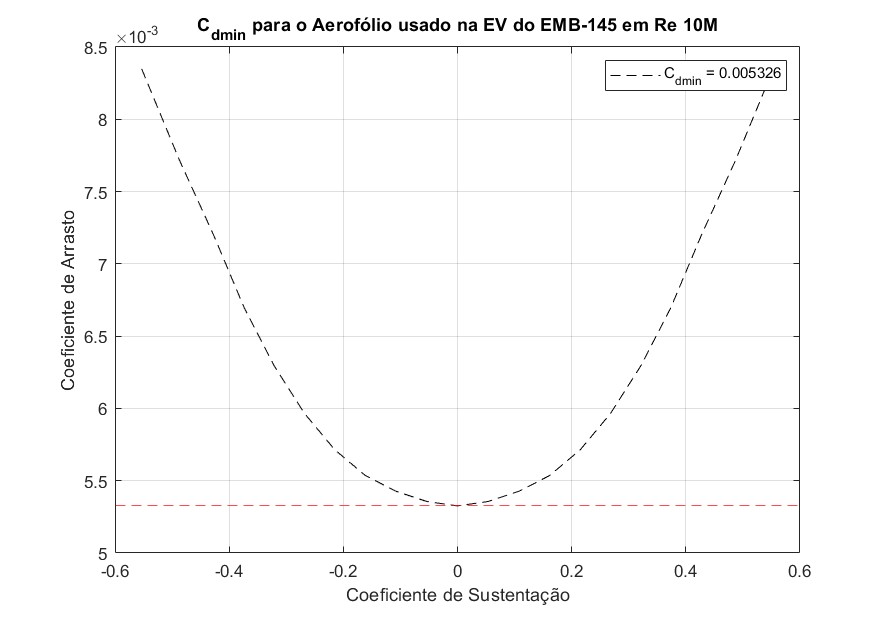 C_dmin para o Aerofólio usado na EV do EMB-145 em Re 10M
×10^-3
C_dmin = 0.005326
8.5
8
7.5
7
6.5
6
5.5
5
Coeficiente de Arrasto
-0.6 -0.4 -0.2 0 0.2 0.4 0.6
Coeficiente de Sustentação